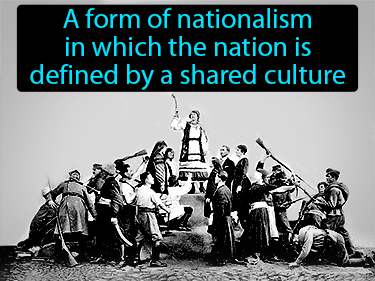 A form of nationalism
in which the nation is
defined by a shared culture